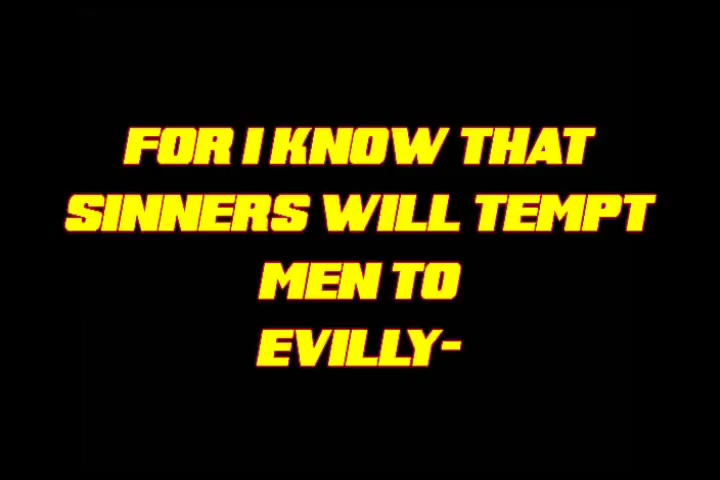 FOR I KNOW THAT
SINNERS WILL TEMPT
MEN TO
EVILLY-